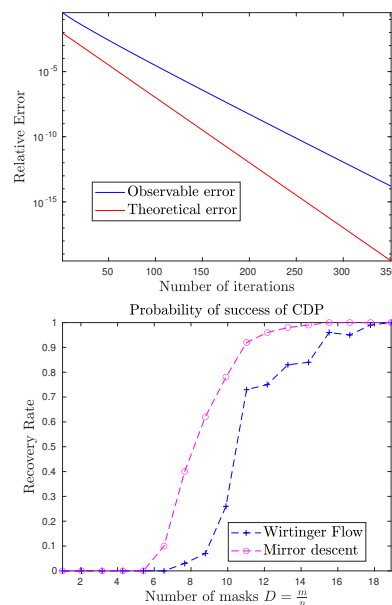 10^-5
10^-10
10^-15
Relative Error
Observable error
Theoretical error
50 100 150 200 250 300 350
Number of iterations
Probability of success of CDP
1
0.9
0.8
0.7
0.6
0.5
0.4
0.3
0.2
0.1
0
Recovery Rate
Wirtinger Flow
Mirror descent
2 4 6 8 10 12 14 16 18
Number of masks D = m/n